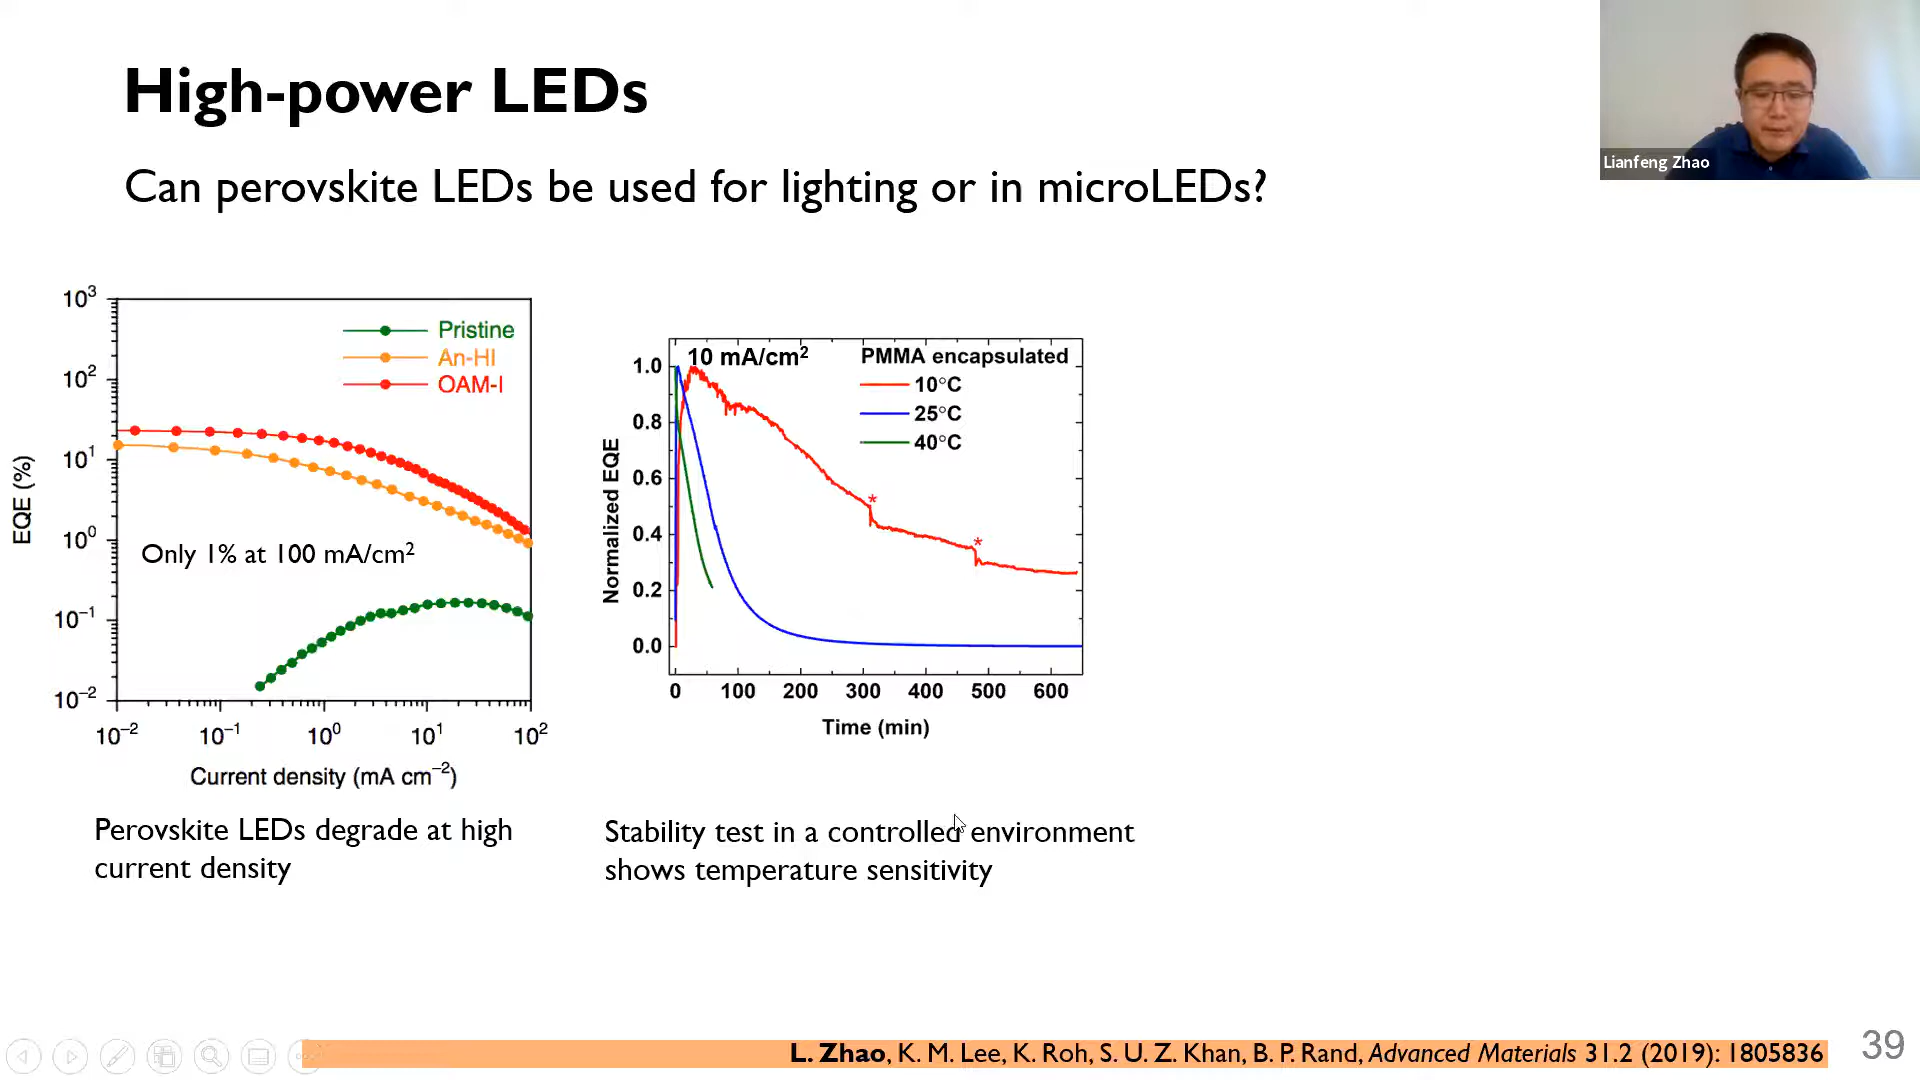 High-power LEDs
Can perovskite LEDs be used for lighting or in microLEDs?
Lianfeng Zhao
10³
10²
10¹
10⁰
10⁻¹
10⁻²
EQE (%)
Pristine
An-HI
OAM-I
Only 1% at 100 mA/cm²
10⁻² 10⁻¹ 10⁰ 10¹ 10²
Current density (mA cm⁻²)
Perovskite LEDs degrade at high
current density
1.0
0.8
0.6
0.4
0.2
0.0
Normalized EQE
10 mA/cm²
PMMA encapsulated
10°C
25°C
40°C
*
*
0 100 200 300 400 500 600
Time (min)
Stability test in a controlled environment
shows temperature sensitivity
L. Zhao, K. M. Lee, K. Roh, S. U. Z. Khan, B. P. Rand, Advanced Materials 31.2 (2019): 1805836
39